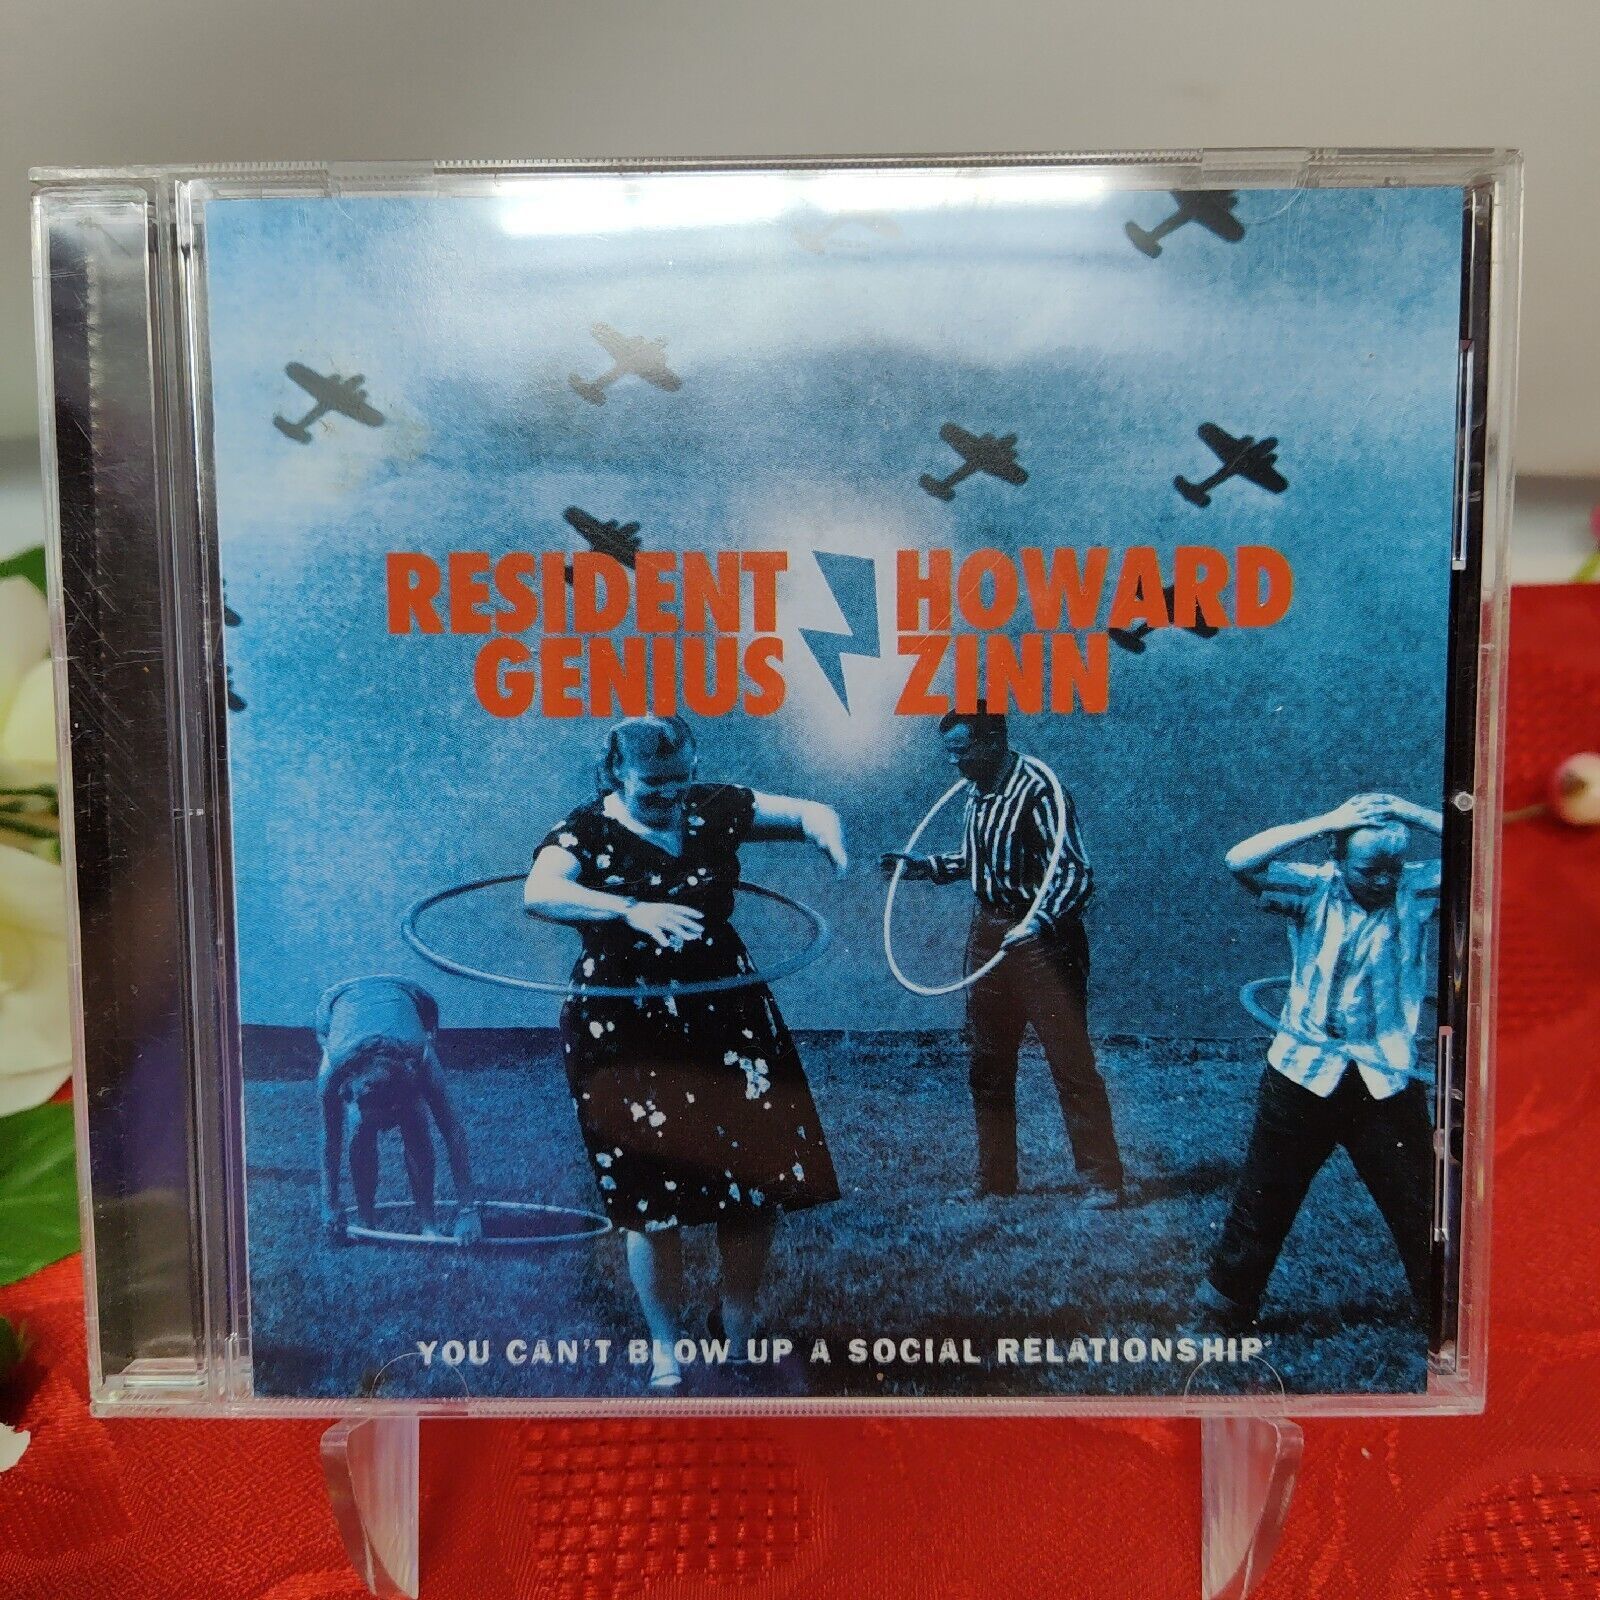 RESIDENT
GENIUS
HOWARD
ZINN
YOU CAN'T BLOW UP A SOCIAL RELATIONSHIP